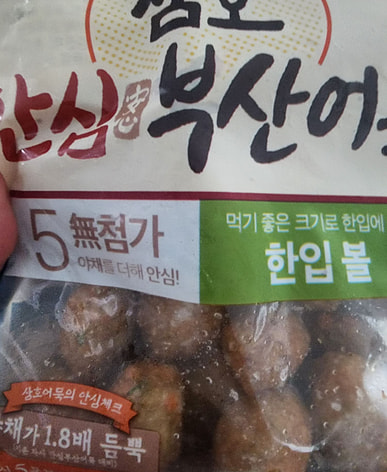 삼호
안심 부산어
5 無첨가
야채를 더해 안심!
먹기 좋은 크기로 한입에
한입 볼
삼호어묵의 안심체크
채가 1.8배 듬뿍